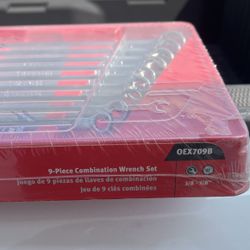 OEX709B
9-Piece Combination Wrench Set
Juego de 9 piezas de llaves de combinación
Jeu de 9 clés combinées